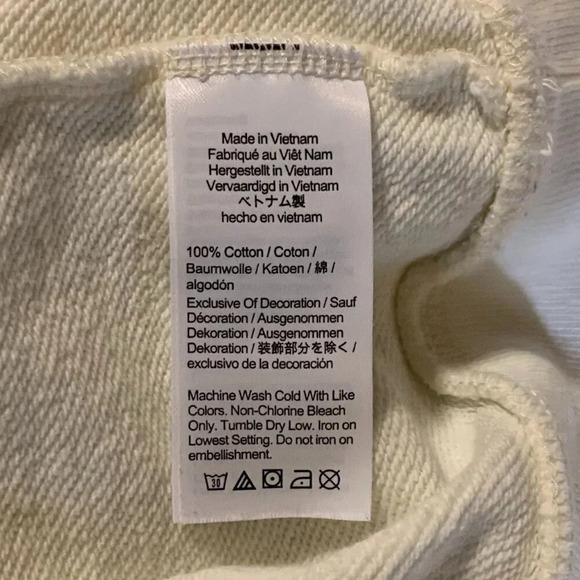 Made in Vietnam
Fabriqué au Viêt Nam
Hergestellt in Vietnam
Vervaardigd in Vietnam
ベトナム製
hecho en vietnam
100% Cotton / Coton /
Baumwolle / Katoen / 綿 /
algodón
Exclusive Of Decoration / Sauf
Décoration / Ausgenommen
Dekoration / Ausgenommen
Dekoration / 装飾部分を除く /
exclusivo de la decoración
Machine Wash Cold With Like
Colors. Non-Chlorine Bleach
Only. Tumble Dry Low. Iron on
Lowest Setting. Do not iron on
embellishment.
30